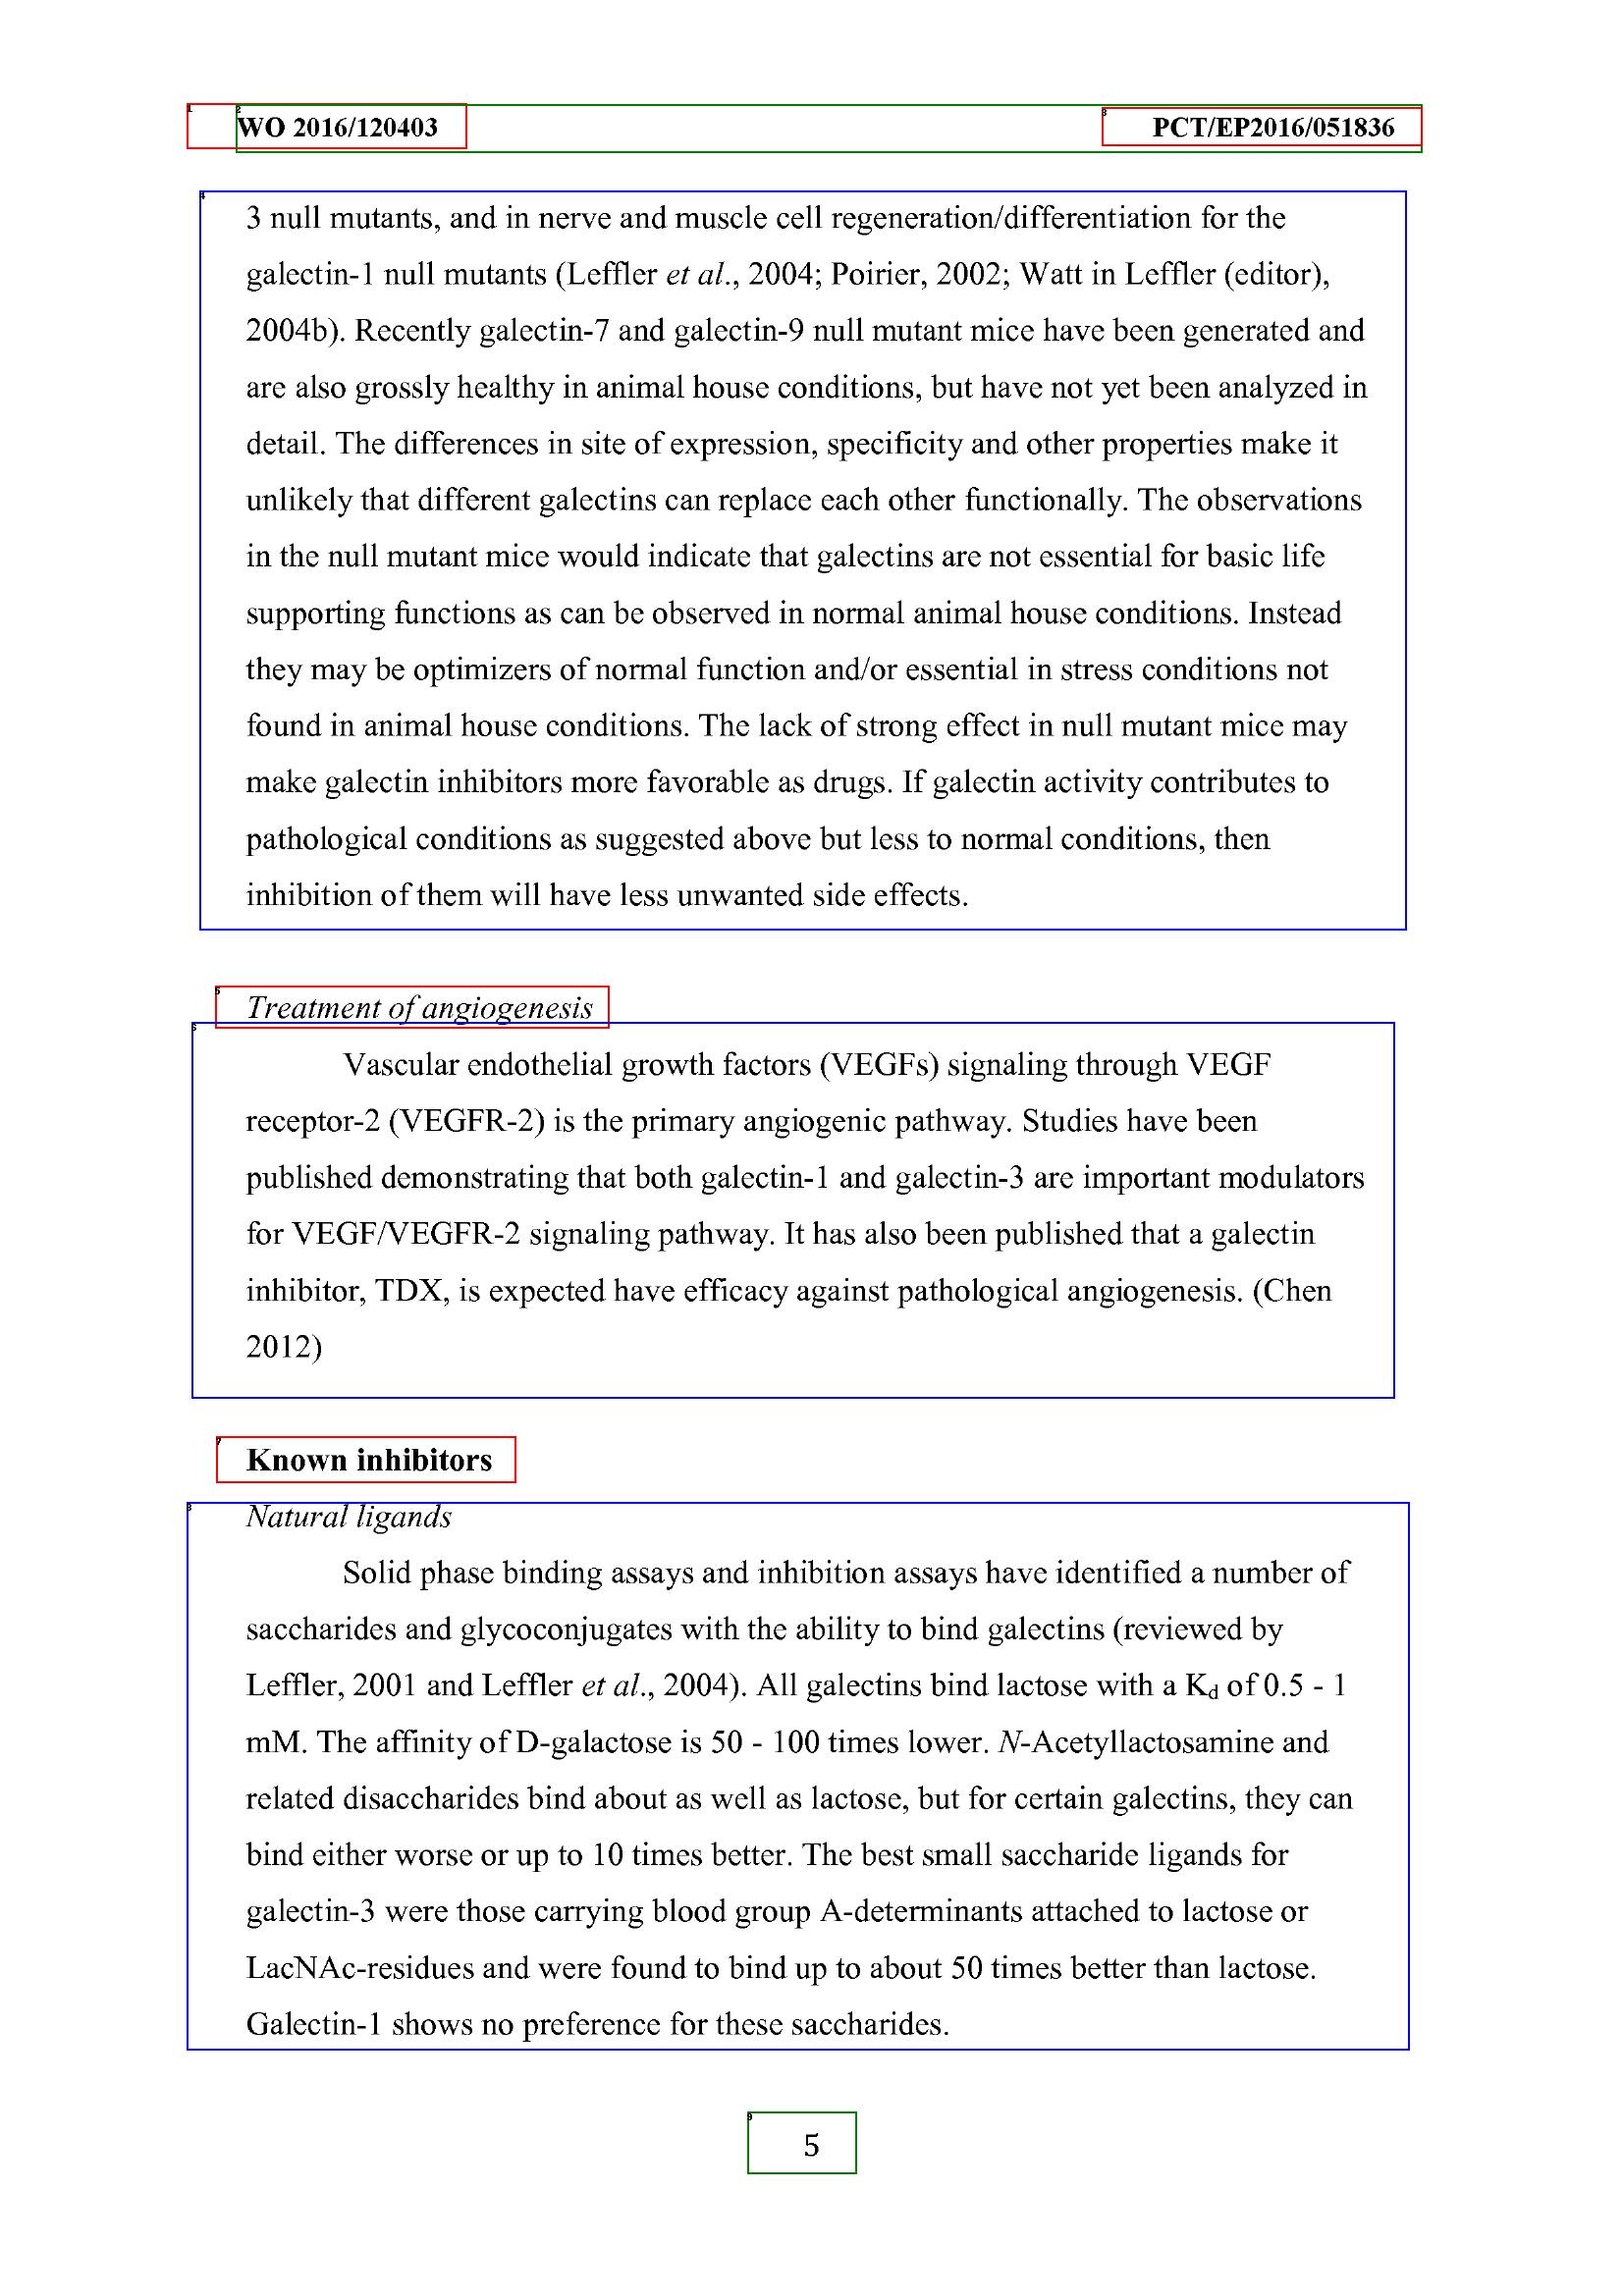 WO 2016/120403 PCT/EP2016/051836
3 null mutants, and in nerve and muscle cell regeneration/differentiation for the
galectin-1 null mutants (Leffler et al., 2004; Poirier, 2002; Watt in Leffler (editor),
2004b). Recently galectin-7 and galectin-9 null mutant mice have been generated and
are also grossly healthy in animal house conditions, but have not yet been analyzed in
detail. The differences in site of expression, specificity and other properties make it
unlikely that different galectins can replace each other functionally. The observations
in the null mutant mice would indicate that galectins are not essential for basic life
supporting functions as can be observed in normal animal house conditions. Instead
they may be optimizers of normal function and/or essential in stress conditions not
found in animal house conditions. The lack of strong effect in null mutant mice may
make galectin inhibitors more favorable as drugs. If galectin activity contributes to
pathological conditions as suggested above but less to normal conditions, then
inhibition of them will have less unwanted side effects.
Treatment of angiogenesis
Vascular endothelial growth factors (VEGFs) signaling through VEGF
receptor-2 (VEGFR-2) is the primary angiogenic pathway. Studies have been
published demonstrating that both galectin-1 and galectin-3 are important modulators
for VEGF/VEGFR-2 signaling pathway. It has also been published that a galectin
inhibitor, TDX, is expected have efficacy against pathological angiogenesis. (Chen
2012)
Known inhibitors
Natural ligands
Solid phase binding assays and inhibition assays have identified a number of
saccharides and glycoconjugates with the ability to bind galectins (reviewed by
Leffler, 2001 and Leffler et al., 2004). All galectins bind lactose with a Kd of 0.5 - 1
mM. The affinity of D-galactose is 50 - 100 times lower. N-Acetyllactosamine and
related disaccharides bind about as well as lactose, but for certain galectins, they can
bind either worse or up to 10 times better. The best small saccharide ligands for
galectin-3 were those carrying blood group A-determinants attached to lactose or
LacNAc-residues and were found to bind up to about 50 times better than lactose.
Galectin-1 shows no preference for these saccharides.
5